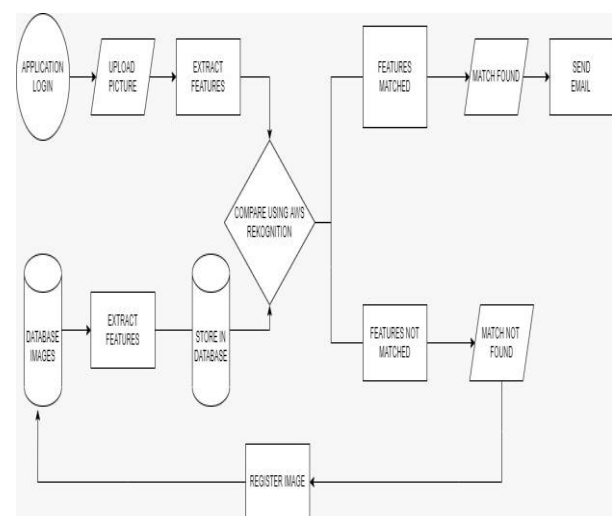 APPLICATION
LOGIN
UPLOAD
PICTURE
EXTRACT
FEATURES
FEATURES
MATCHED
MATCH FOUND
SEND
EMAIL
COMPARE USING AWS
REKOGNITION
DATABASE
IMAGES
EXTRACT
FEATURES
STORE IN
DATABASE
FEATURES NOT
MATCHED
MATCH NOT
FOUND
REGISTER IMAGE